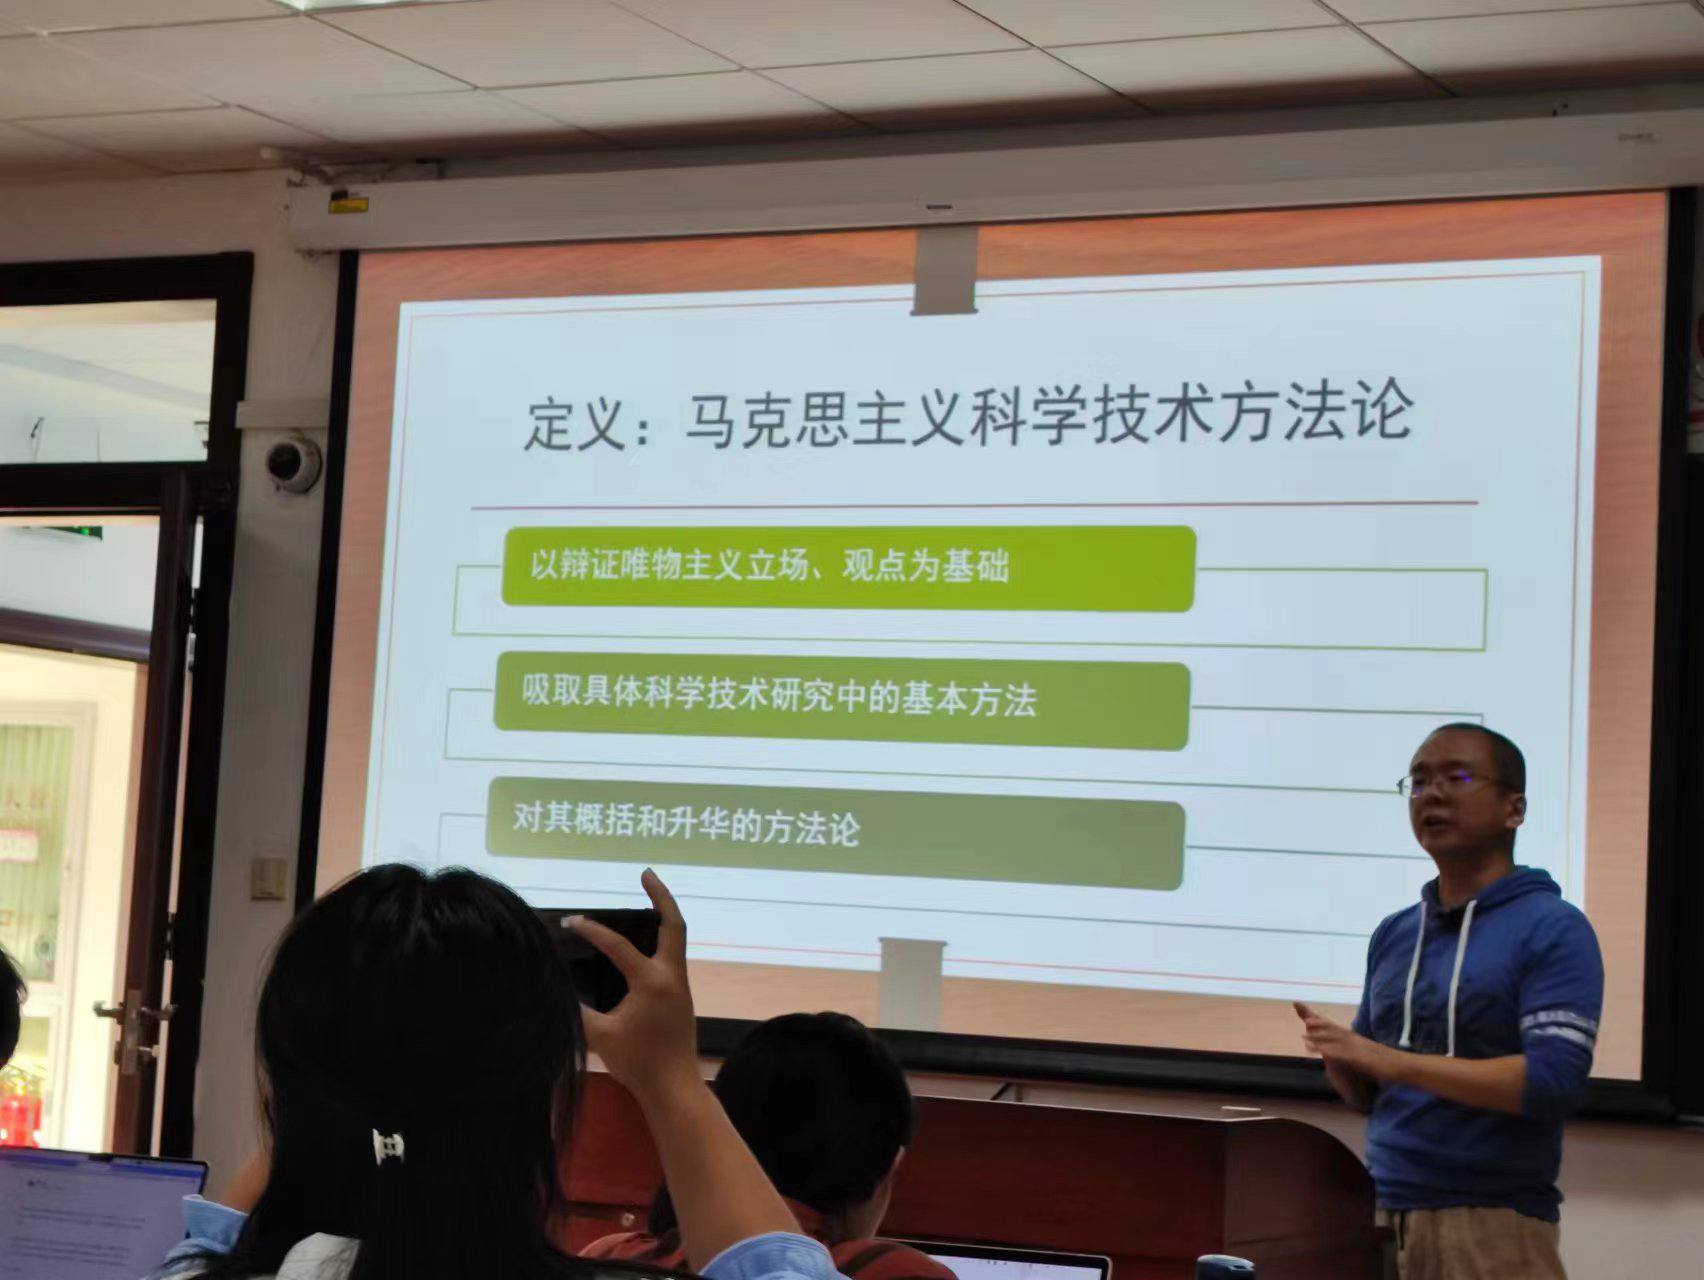 定义：马克思主义科学技术方法论
以辩证唯物主义立场、观点为基础
吸取具体科学技术研究中的基本方法
对其概括和升华的方法论